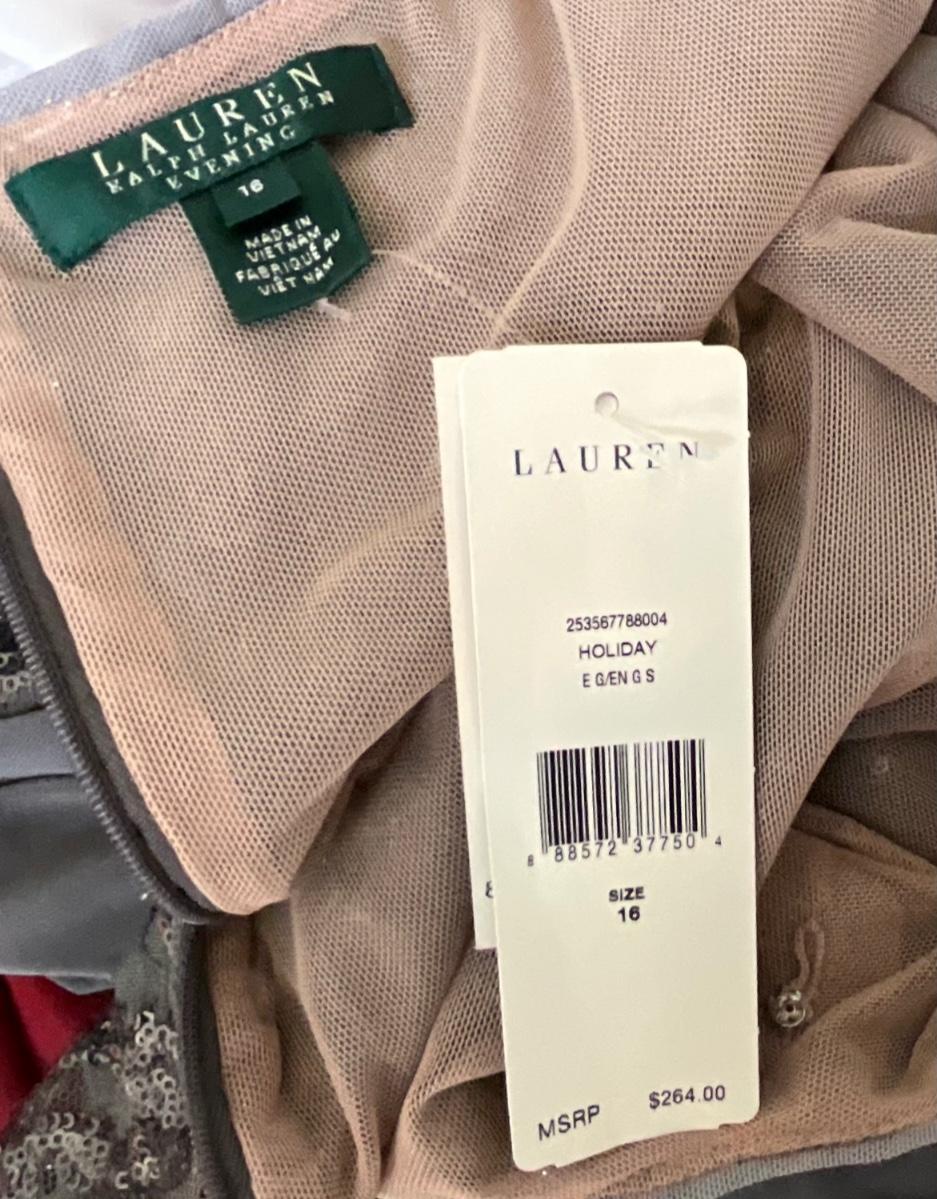 LAUREN
RALPH LAUREN
EVENING
16
MADE IN
VIETNAM
FABRIQUÉ AU
VIET NAM
LAUREN
253567788004
HOLIDAY
E G/EN G S
8 88572 37750 4
SIZE
16
MSRP $264.00